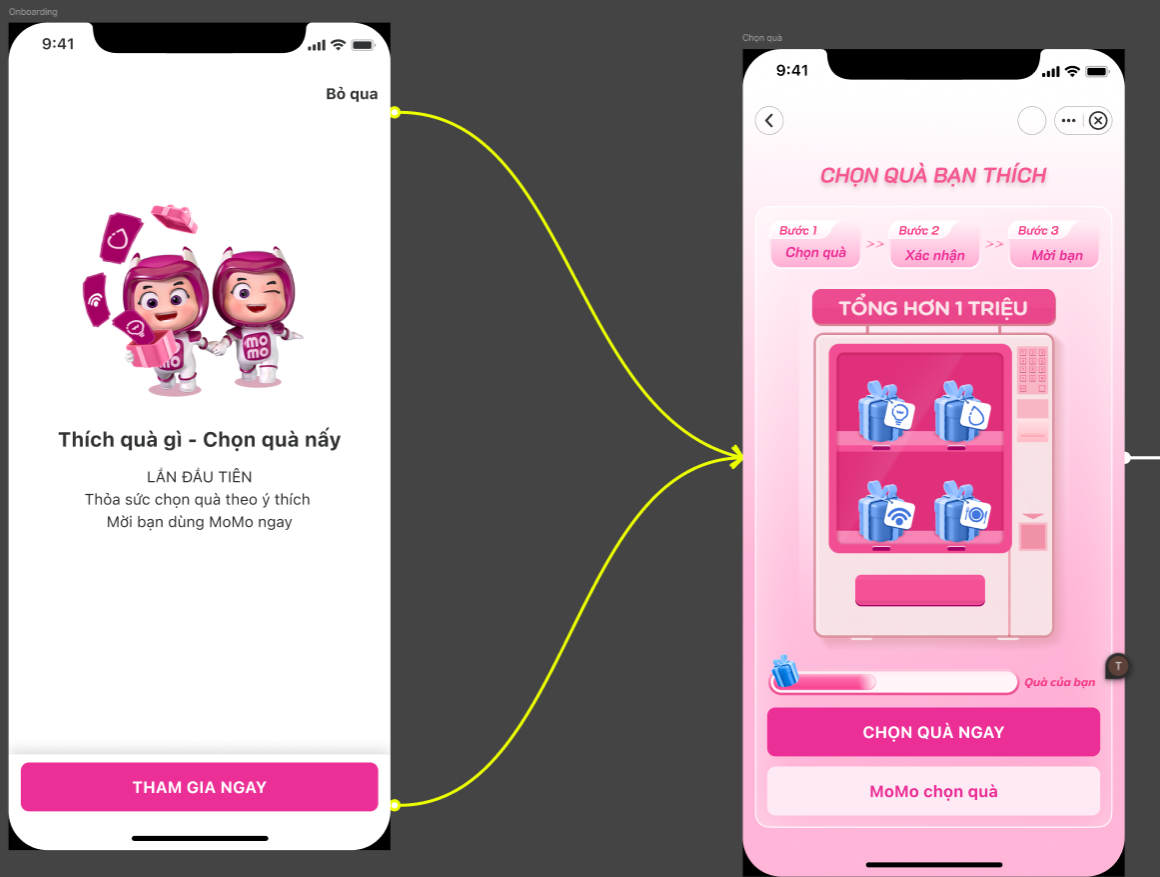 Onboarding
9:41
Bỏ qua
MO
MO
MO
Thích quà gì - Chọn quà nấy
LẦN ĐẦU TIÊN
Thỏa sức chọn quà theo ý thích
Mời bạn dùng MoMo ngay
THAM GIA NGAY
Chọn quà
9:41
CHỌN QUÀ BẠN THÍCH
Bước 1
Chọn quà
>>
Bước 2
Xác nhận
>>
Bước 3
Mời bạn
TỔNG HƠN 1 TRIỆU
Quà của bạn
T
CHỌN QUÀ NGAY
MoMo chọn quà